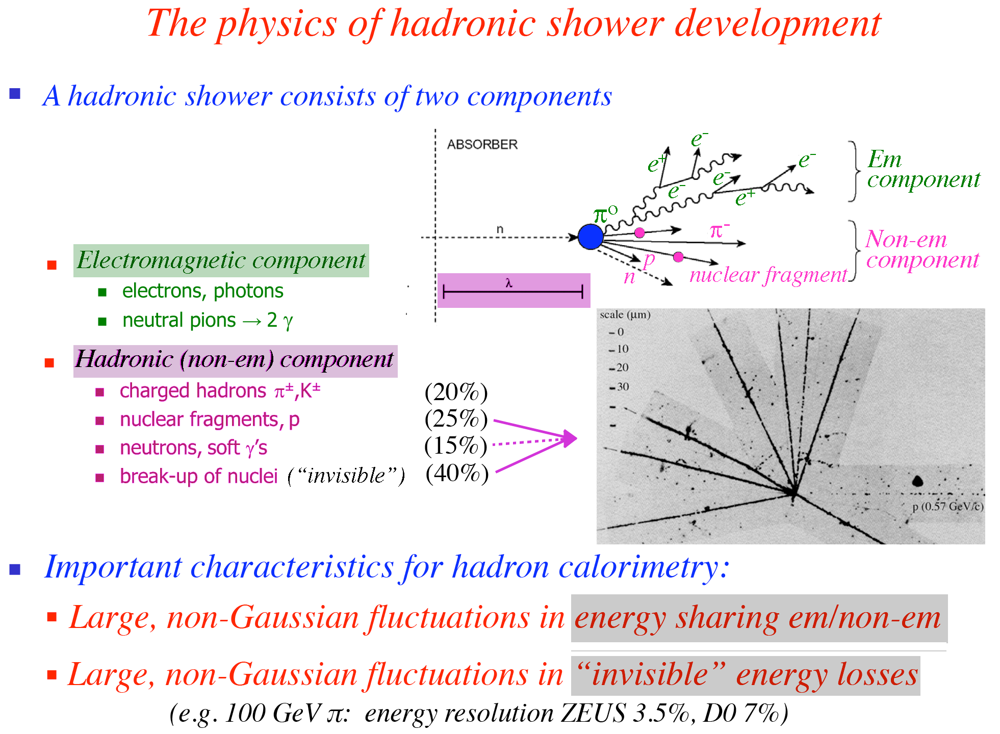 The physics of hadronic shower development
A hadronic shower consists of two components
ABSORBER
e⁺
e⁻
e⁻
e⁻
e⁻
e⁺
Em
component
n
π⁰
π⁻
p
n
nuclear fragment
Non-em
component
λ
Electromagnetic component
electrons, photons
neutral pions → 2 γ
Hadronic (non-em) component
charged hadrons π±,K± (20%)
nuclear fragments, p (25%)
neutrons, soft γ’s (15%)
break-up of nuclei (“invisible”) (40%)
scale (μm)
0
10
20
30
p (0.57 GeV/c)
Important characteristics for hadron calorimetry:
Large, non-Gaussian fluctuations in energy sharing em/non-em
Large, non-Gaussian fluctuations in “invisible” energy losses
(e.g. 100 GeV π: energy resolution ZEUS 3.5%, D0 7%)